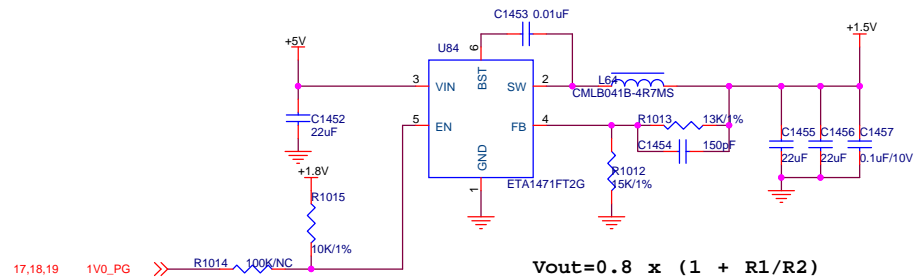 C1453 0.01uF
+5V
+1.5V
U84
6
BST
3
VIN
SW
2
L64
CMLB041B-4R7MS
C1452
22uF
5
EN
FB
4
R1013
13K/1%
C1454
150pF
C1455
22uF
C1456
22uF
C1457
0.1uF/10V
GND
1
ETA1471FT2G
R1012
15K/1%
+1.8V
R1015
10K/1%
17,18,19
1V0_PG
R1014
100K/NC
Vout=0.8 x (1 + R1/R2)